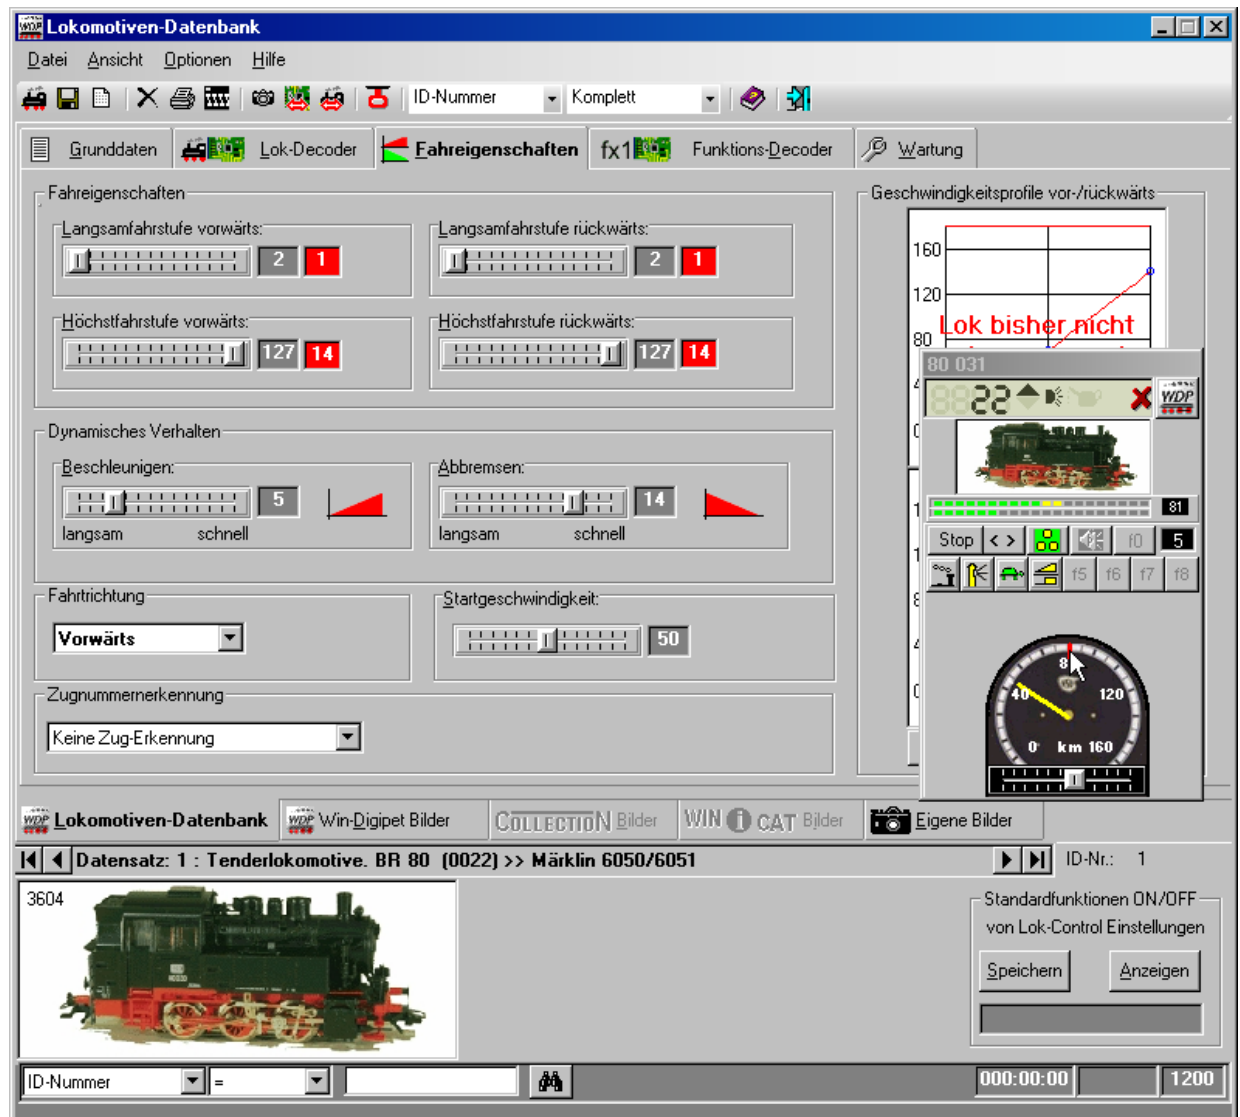 Lokomotiven-Datenbank
Datei Ansicht Optionen Hilfe
ID-Nummer Komplett
Grunddaten Lok-Decoder Fahreigenschaften fx1 Funktions-Decoder Wartung
Fahreigenschaften
Geschwindigkeitsprofile vor-/rückwärts
Langsamfahrstufe vorwärts:
2 1
Langsamfahrstufe rückwärts:
2 1
Höchstfahrstufe vorwärts:
127 14
Höchstfahrstufe rückwärts:
127 14
160
120
80
Lok bisher nicht
80 031
22
WDP
81
Stop < > f0 5
f5 f6 f7 f8
40 120
0 km 160
Dynamisches Verhalten
Beschleunigen:
5
langsam schnell
Abbremsen:
14
langsam schnell
Fahrtrichtung
Vorwärts
Startgeschwindigkeit:
50
Zugnummernerkennung
Keine Zug-Erkennung
WDP Lokomotiven-Datenbank WDP Win-Digipet Bilder COLLECTION Bilder WIN i CAT Bilder Eigene Bilder
Datensatz: 1 : Tenderlokomotive. BR 80 (0022) >> Märklin 6050/6051
ID-Nr.: 1
3604
Standardfunktionen ON/OFF
von Lok-Control Einstellungen
Speichern Anzeigen
ID-Nummer =
000:00:00 1200